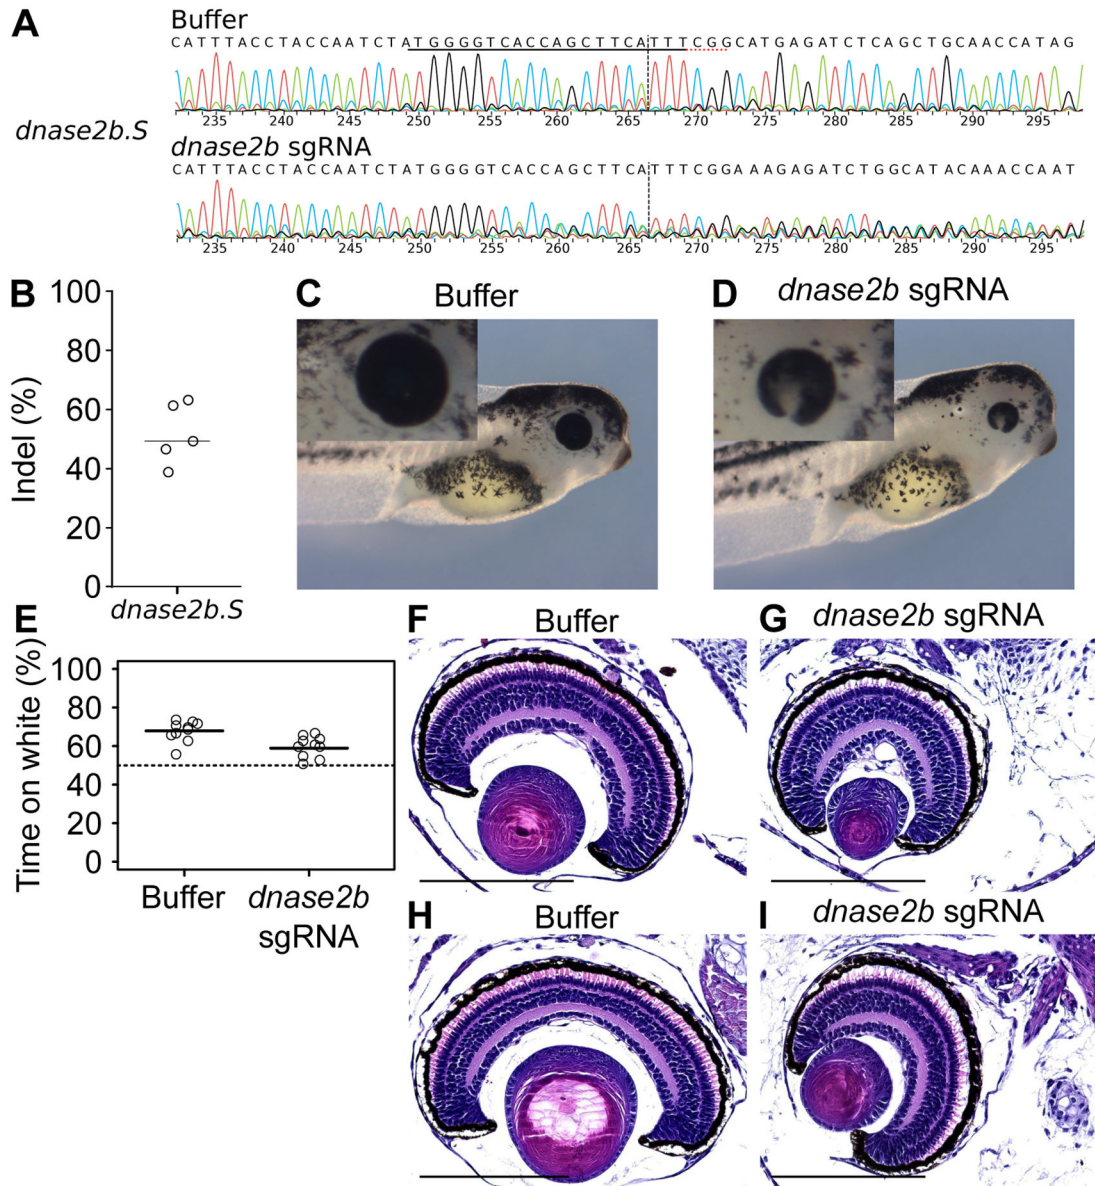 A
Buffer
CATTTACCTACCAATCTATGGGGTCACCAGCTTCATTTCGGCATGAGATCTCAGCTGCAACCATAG
235 240 245 250 255 260 265 270 275 280 285 290 295
dnase2b.S
dnase2b sgRNA
CATTTACCTACCAATCTATGGGGTCACCAGCTTCATTTCGGAAAGAGATCTGGCATACAAACCAAT
235 240 245 250 255 260 265 270 275 280 285 290 295
B
Indel (%)
100
80
60
40
20
0
dnase2b.S
C
Buffer
D
dnase2b sgRNA
E
Time on white (%)
100
80
60
40
20
0
Buffer
dnase2b
sgRNA
F
Buffer
G
dnase2b sgRNA
H
Buffer
I
dnase2b sgRNA